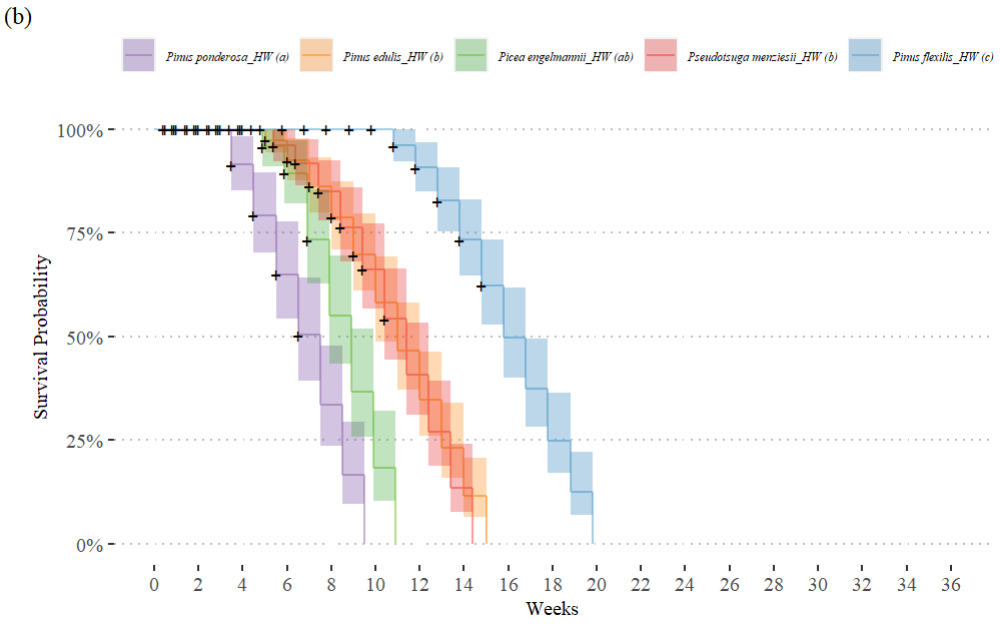 (b)
Pinus ponderosa_HW (a) Pinus edulis_HW (b) Picea engelmannii_HW (ab) Pseudotsuga menziesii_HW (b) Pinus flexilis_HW (c)
100%
75%
50%
25%
0%
Survival Probability
0 2 4 6 8 10 12 14 16 18 20 22 24 26 28 30 32 34 36
Weeks